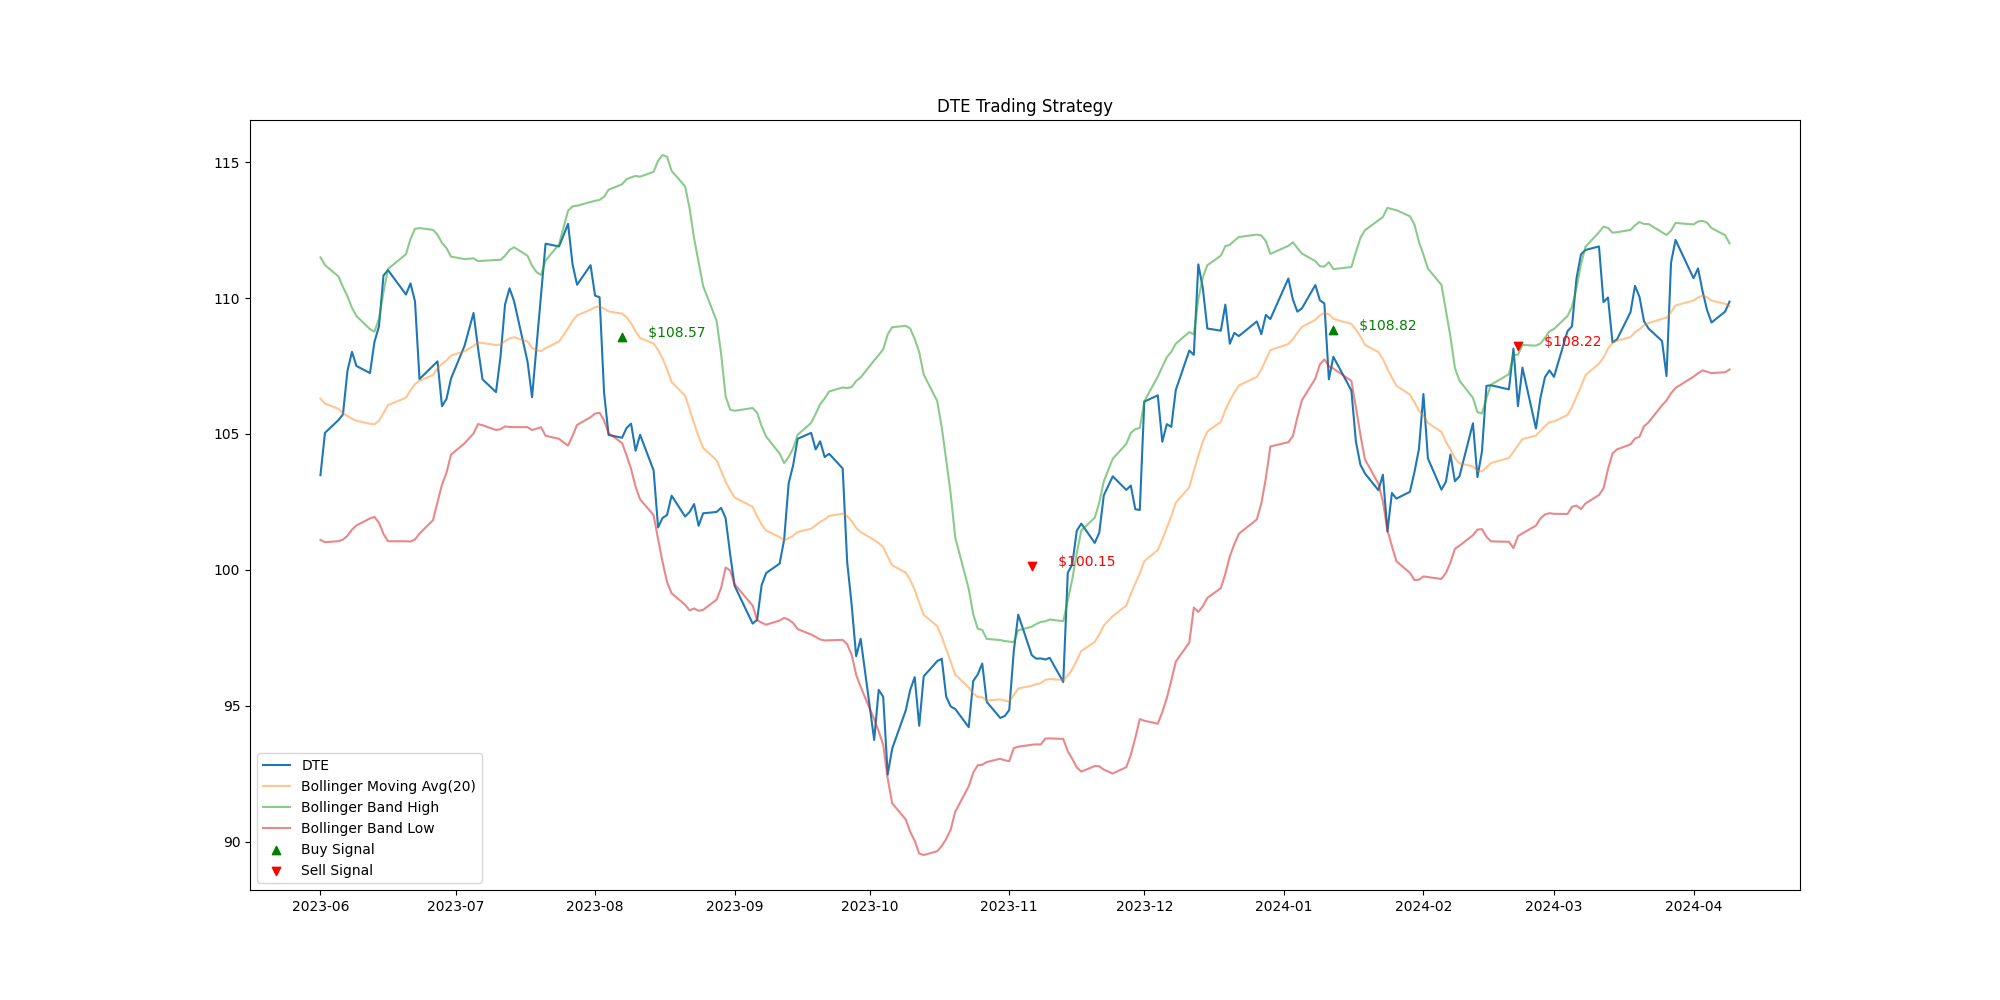 DTE Trading Strategy
115
110
105
100
95
90
$108.57
$100.15
$108.82
$108.22
DTE
Bollinger Moving Avg(20)
Bollinger Band High
Bollinger Band Low
Buy Signal
Sell Signal
2023-06 2023-07 2023-08 2023-09 2023-10 2023-11 2023-12 2024-01 2024-02 2024-03 2024-04